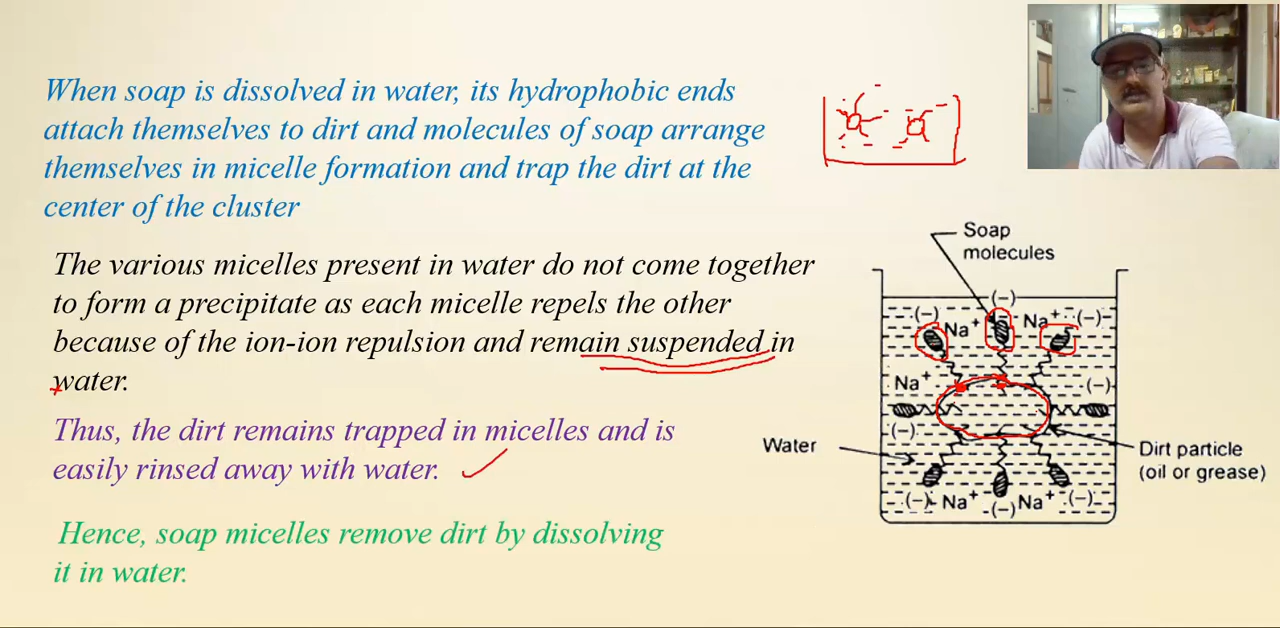 When soap is dissolved in water, its hydrophobic ends
attach themselves to dirt and molecules of soap arrange
themselves in micelle formation and trap the dirt at the
center of the cluster
The various micelles present in water do not come together
to form a precipitate as each micelle repels the other
because of the ion-ion repulsion and remain suspended in
water.
Thus, the dirt remains trapped in micelles and is
easily rinsed away with water.
Hence, soap micelles remove dirt by dissolving
it in water.
Soap
molecules
(-)
(-) Na+ Na+ (-)
Na+ (-)
(-)
Water
Dirt particle
(oil or grease)
(-) Na+ (-) Na+ (-)